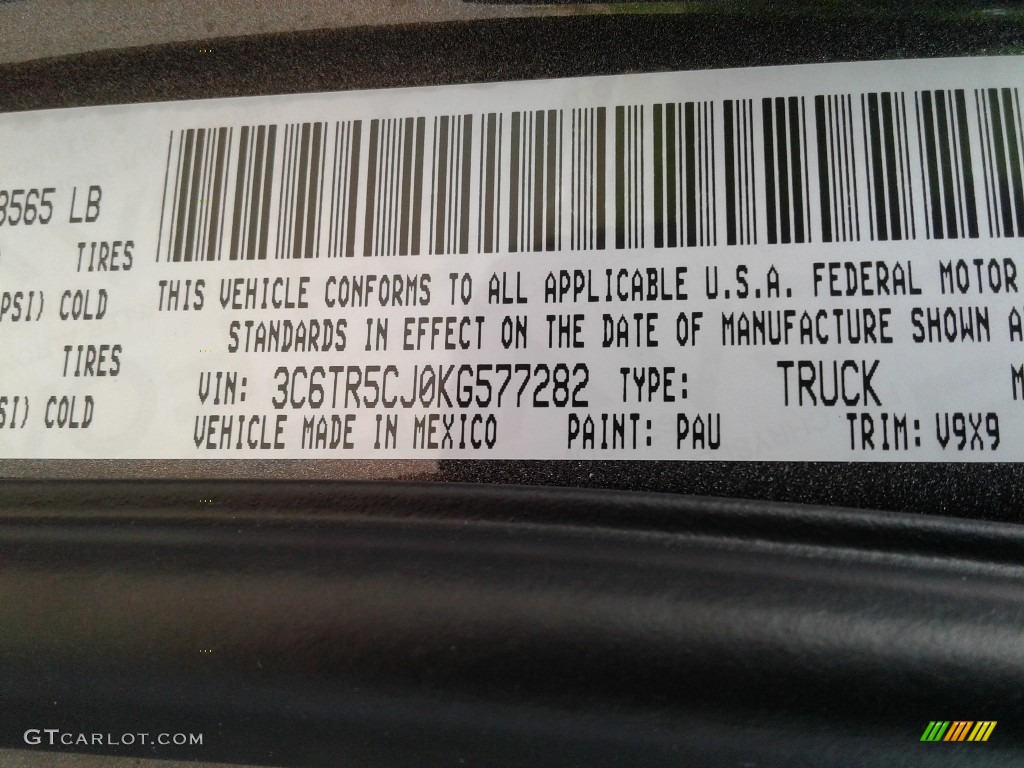 8565 LB
TIRES
PSI) COLD
TIRES
SI) COLD
THIS VEHICLE CONFORMS TO ALL APPLICABLE U.S.A. FEDERAL MOTOR
STANDARDS IN EFFECT ON THE DATE OF MANUFACTURE SHOWN A
VIN: 3C6TR5CJ0KG577282 TYPE: TRUCK M
VEHICLE MADE IN MEXICO PAINT: PAU TRIM: V9X9
GTCARLOT.COM